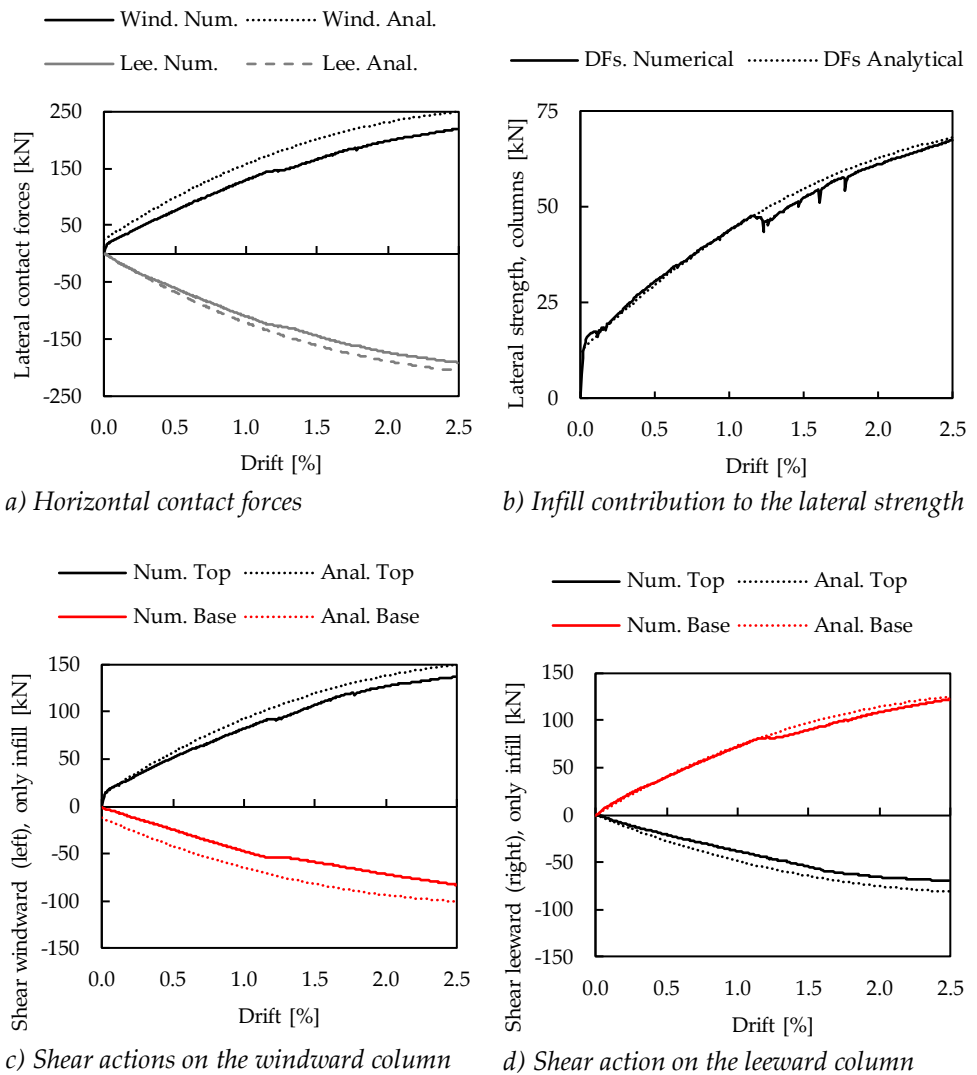 Wind. Num. Wind. Anal.
Lee. Num. Lee. Anal.
Lateral contact forces [kN]
250
150
50
-50
-150
-250
0.0 0.5 1.0 1.5 2.0 2.5
Drift [%]
a) Horizontal contact forces
DFs. Numerical DFs Analytical
Lateral strength, columns [kN]
75
50
25
0
0.0 0.5 1.0 1.5 2.0 2.5
Drift [%]
b) Infill contribution to the lateral strength
Num. Top Anal. Top
Num. Base Anal. Base
Shear windward (left), only infill [kN]
150
100
50
0
-50
-100
-150
0.0 0.5 1.0 1.5 2.0 2.5
Drift [%]
c) Shear actions on the windward column
Num. Top Anal. Top
Num. Base Anal. Base
Shear leeward (right), only infill [kN]
150
100
50
0
-50
-100
-150
0.0 0.5 1.0 1.5 2.0 2.5
Drift [%]
d) Shear action on the leeward column